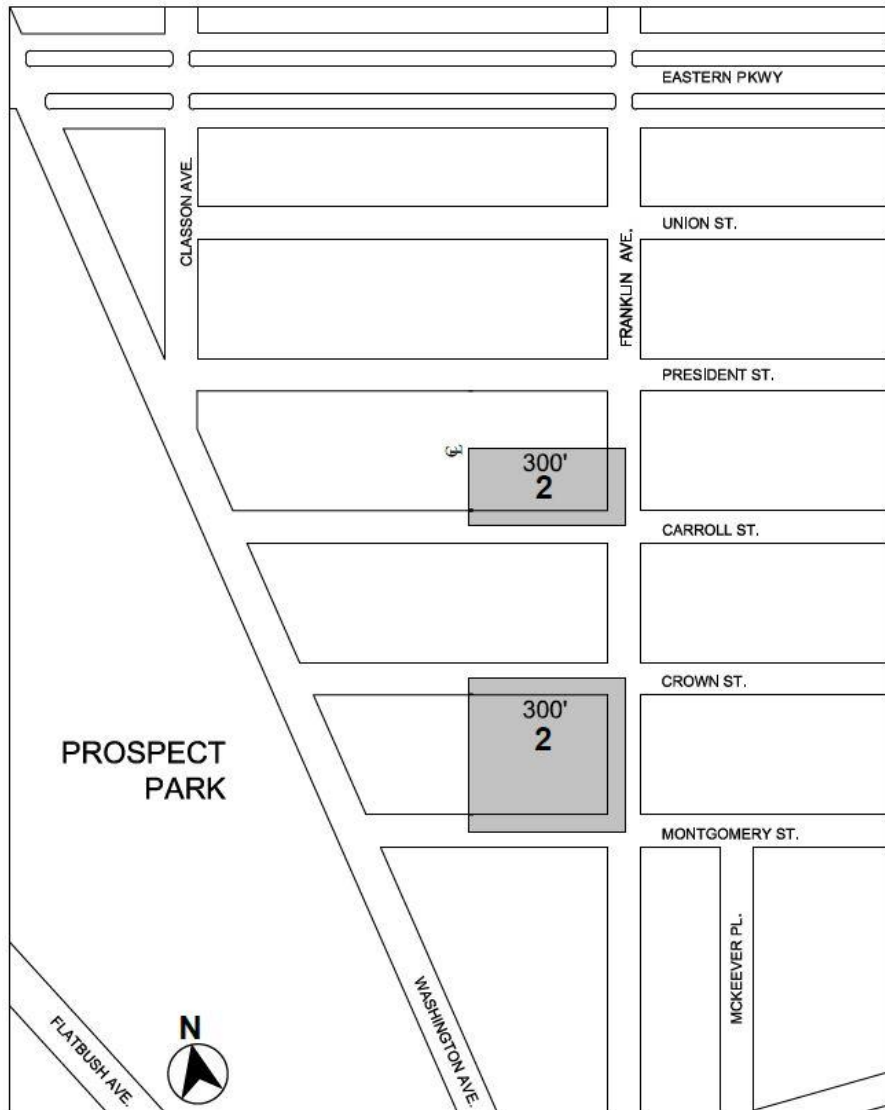 EASTERN PKWY
CLASSON AVE.
UNION ST.
FRANKLIN AVE.
PRESIDENT ST.
℄
300'
2
CARROLL ST.
CROWN ST.
300'
2
PROSPECT
PARK
MONTGOMERY ST.
MCKEEVER PL.
WASHINGTON AVE.
N
FLATBUSH AVE.